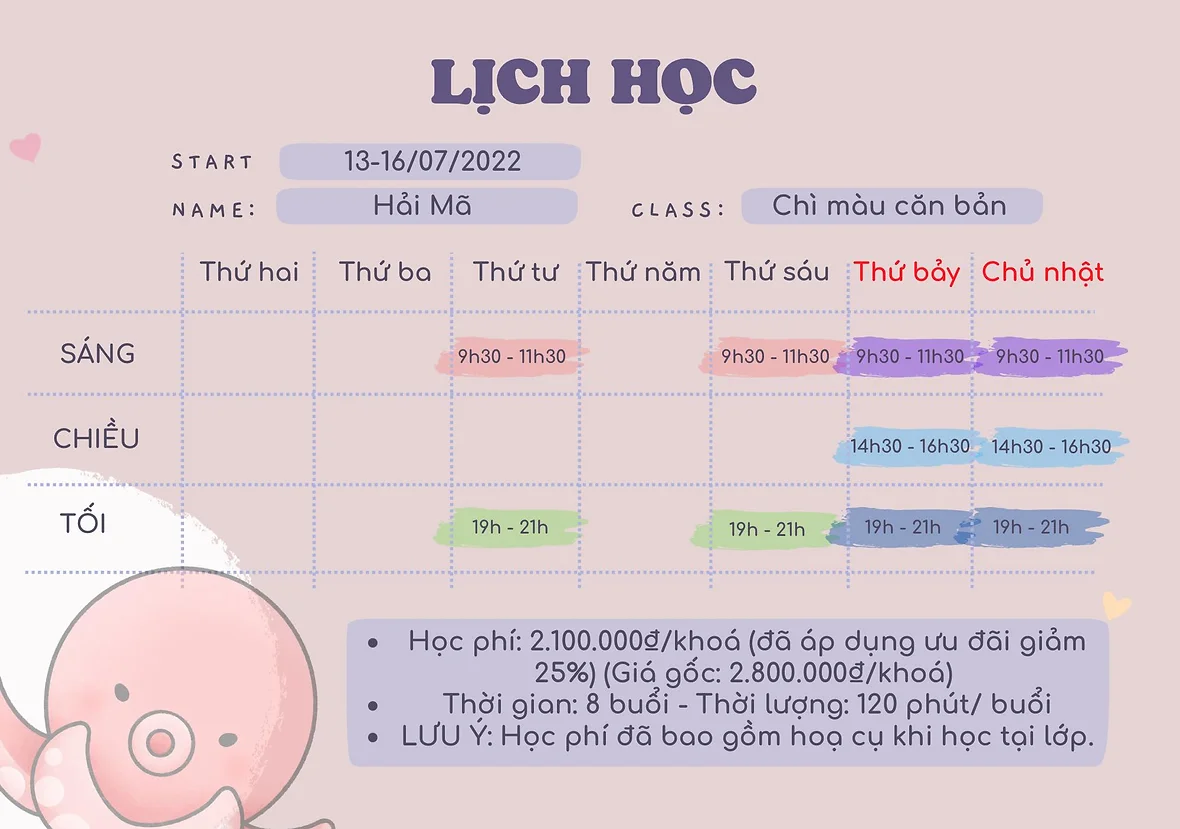 LỊCH HỌC
START 13-16/07/2022
NAME: Hải Mã CLASS: Chì màu căn bản
Thứ hai Thứ ba Thứ tư Thứ năm Thứ sáu Thứ bảy Chủ nhật
SÁNG 9h30 - 11h30 9h30 - 11h30 9h30 - 11h30 9h30 - 11h30
CHIỀU 14h30 - 16h30 14h30 - 16h30
TỐI 19h - 21h 19h - 21h 19h - 21h 19h - 21h
• Học phí: 2.100.000₫/khoá (đã áp dụng ưu đãi giảm
25%) (Giá gốc: 2.800.000₫/khoá)
• Thời gian: 8 buổi - Thời lượng: 120 phút/ buổi
• LƯU Ý: Học phí đã bao gồm hoạ cụ khi học tại lớp.